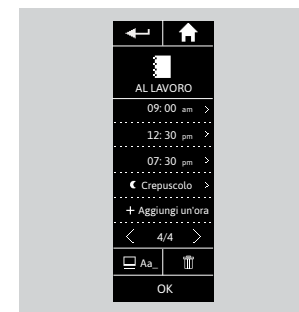 AL LAVORO
09:00 am >
12:30 pm >
07:30 pm >
Crepuscolo >
+ Aggiungi un'ora
< 4/4 >
Aa_
OK